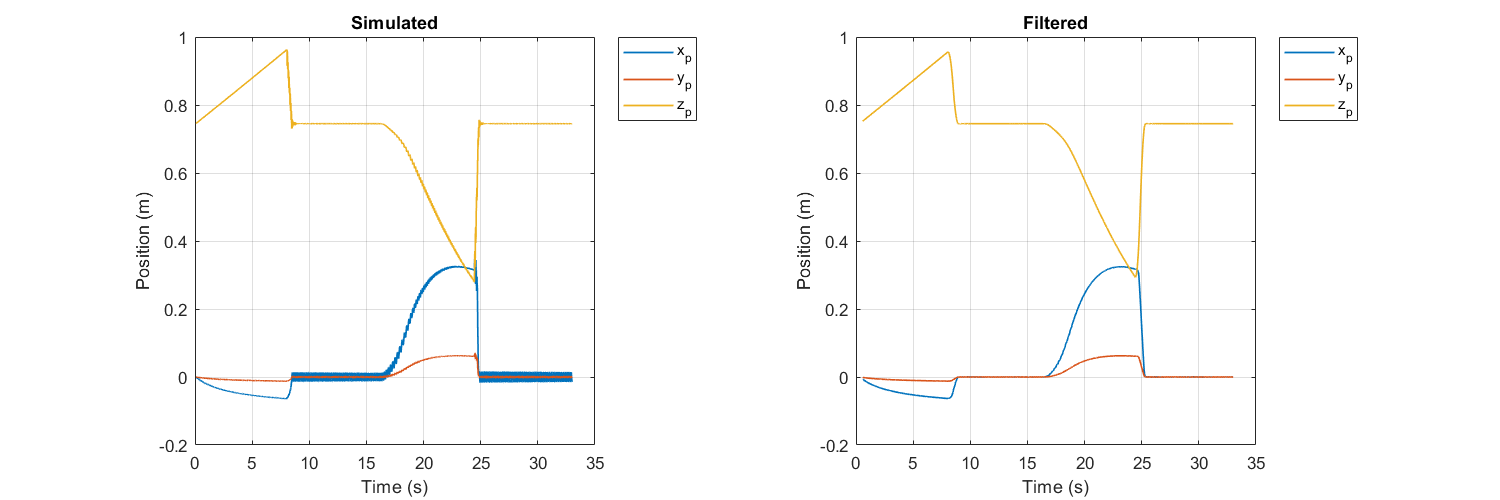 Simulated
1
0.8
0.6
0.4
0.2
0
-0.2
0 5 10 15 20 25 30 35
Position (m)
Time (s)
x_p
y_p
z_p
Filtered
1
0.8
0.6
0.4
0.2
0
-0.2
0 5 10 15 20 25 30 35
Position (m)
Time (s)
x_p
y_p
z_p